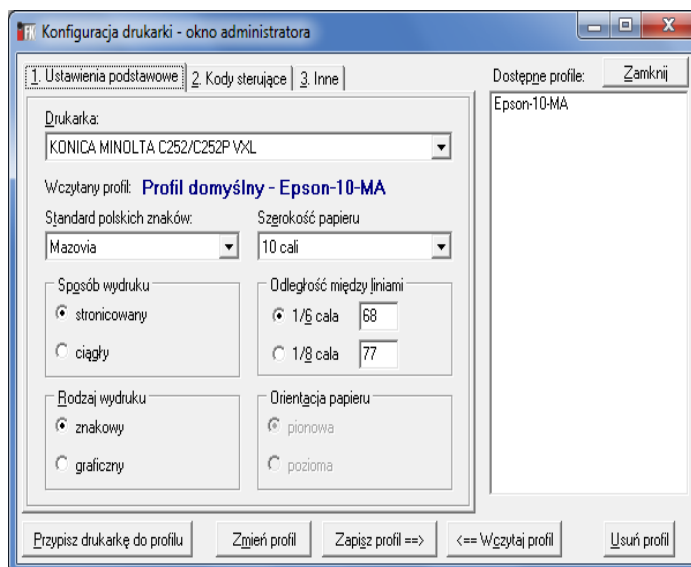 Konfiguracja drukarki - okno administratora
1. Ustawienia podstawowe 2. Kody sterujące 3. Inne
Dostępne profile: Zamknij
Epson-10-MA
Drukarka:
KONICA MINOLTA C252/C252P VXL
Wczytany profil: Profil domyślny - Epson-10-MA
Standard polskich znaków: Szerokość papieru
Mazovia 10 cali
Sposób wydruku Odległość między liniami
stronicowany 1/6 cala 68
ciągły 1/8 cala 77
Rodzaj wydruku Orientacja papieru
znakowy pionowa
graficzny pozioma
Przypisz drukarkę do profilu Zmień profil Zapisz profil ==> <== Wczytaj profil Usuń profil